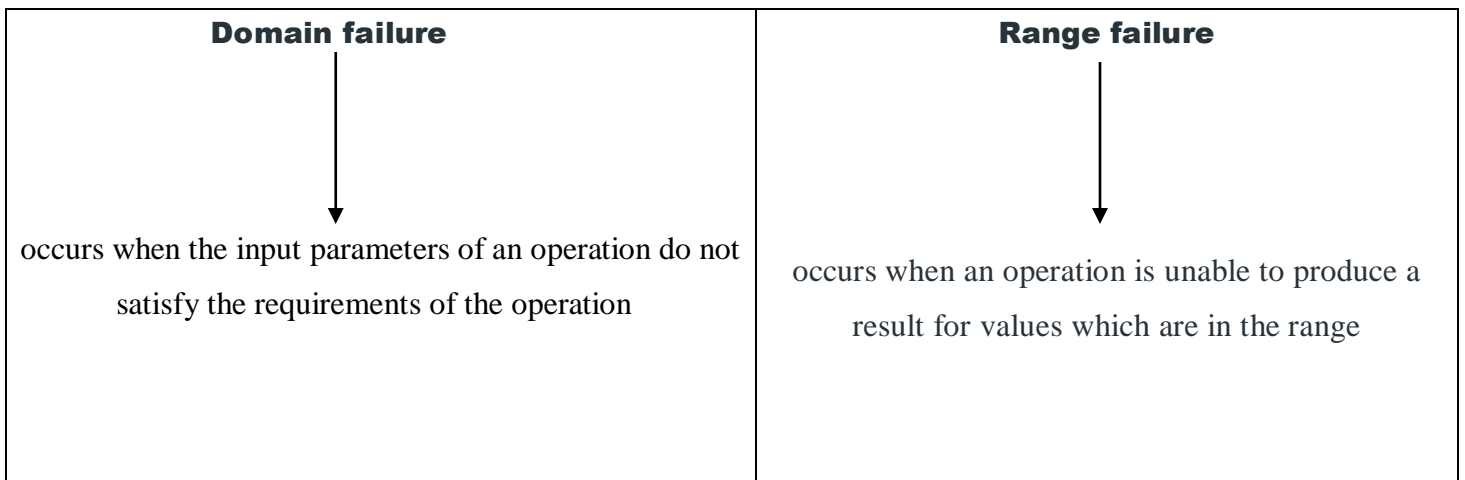 Domain failure
occurs when the input parameters of an operation do not
satisfy the requirements of the operation
Range failure
occurs when an operation is unable to produce a
result for values which are in the range